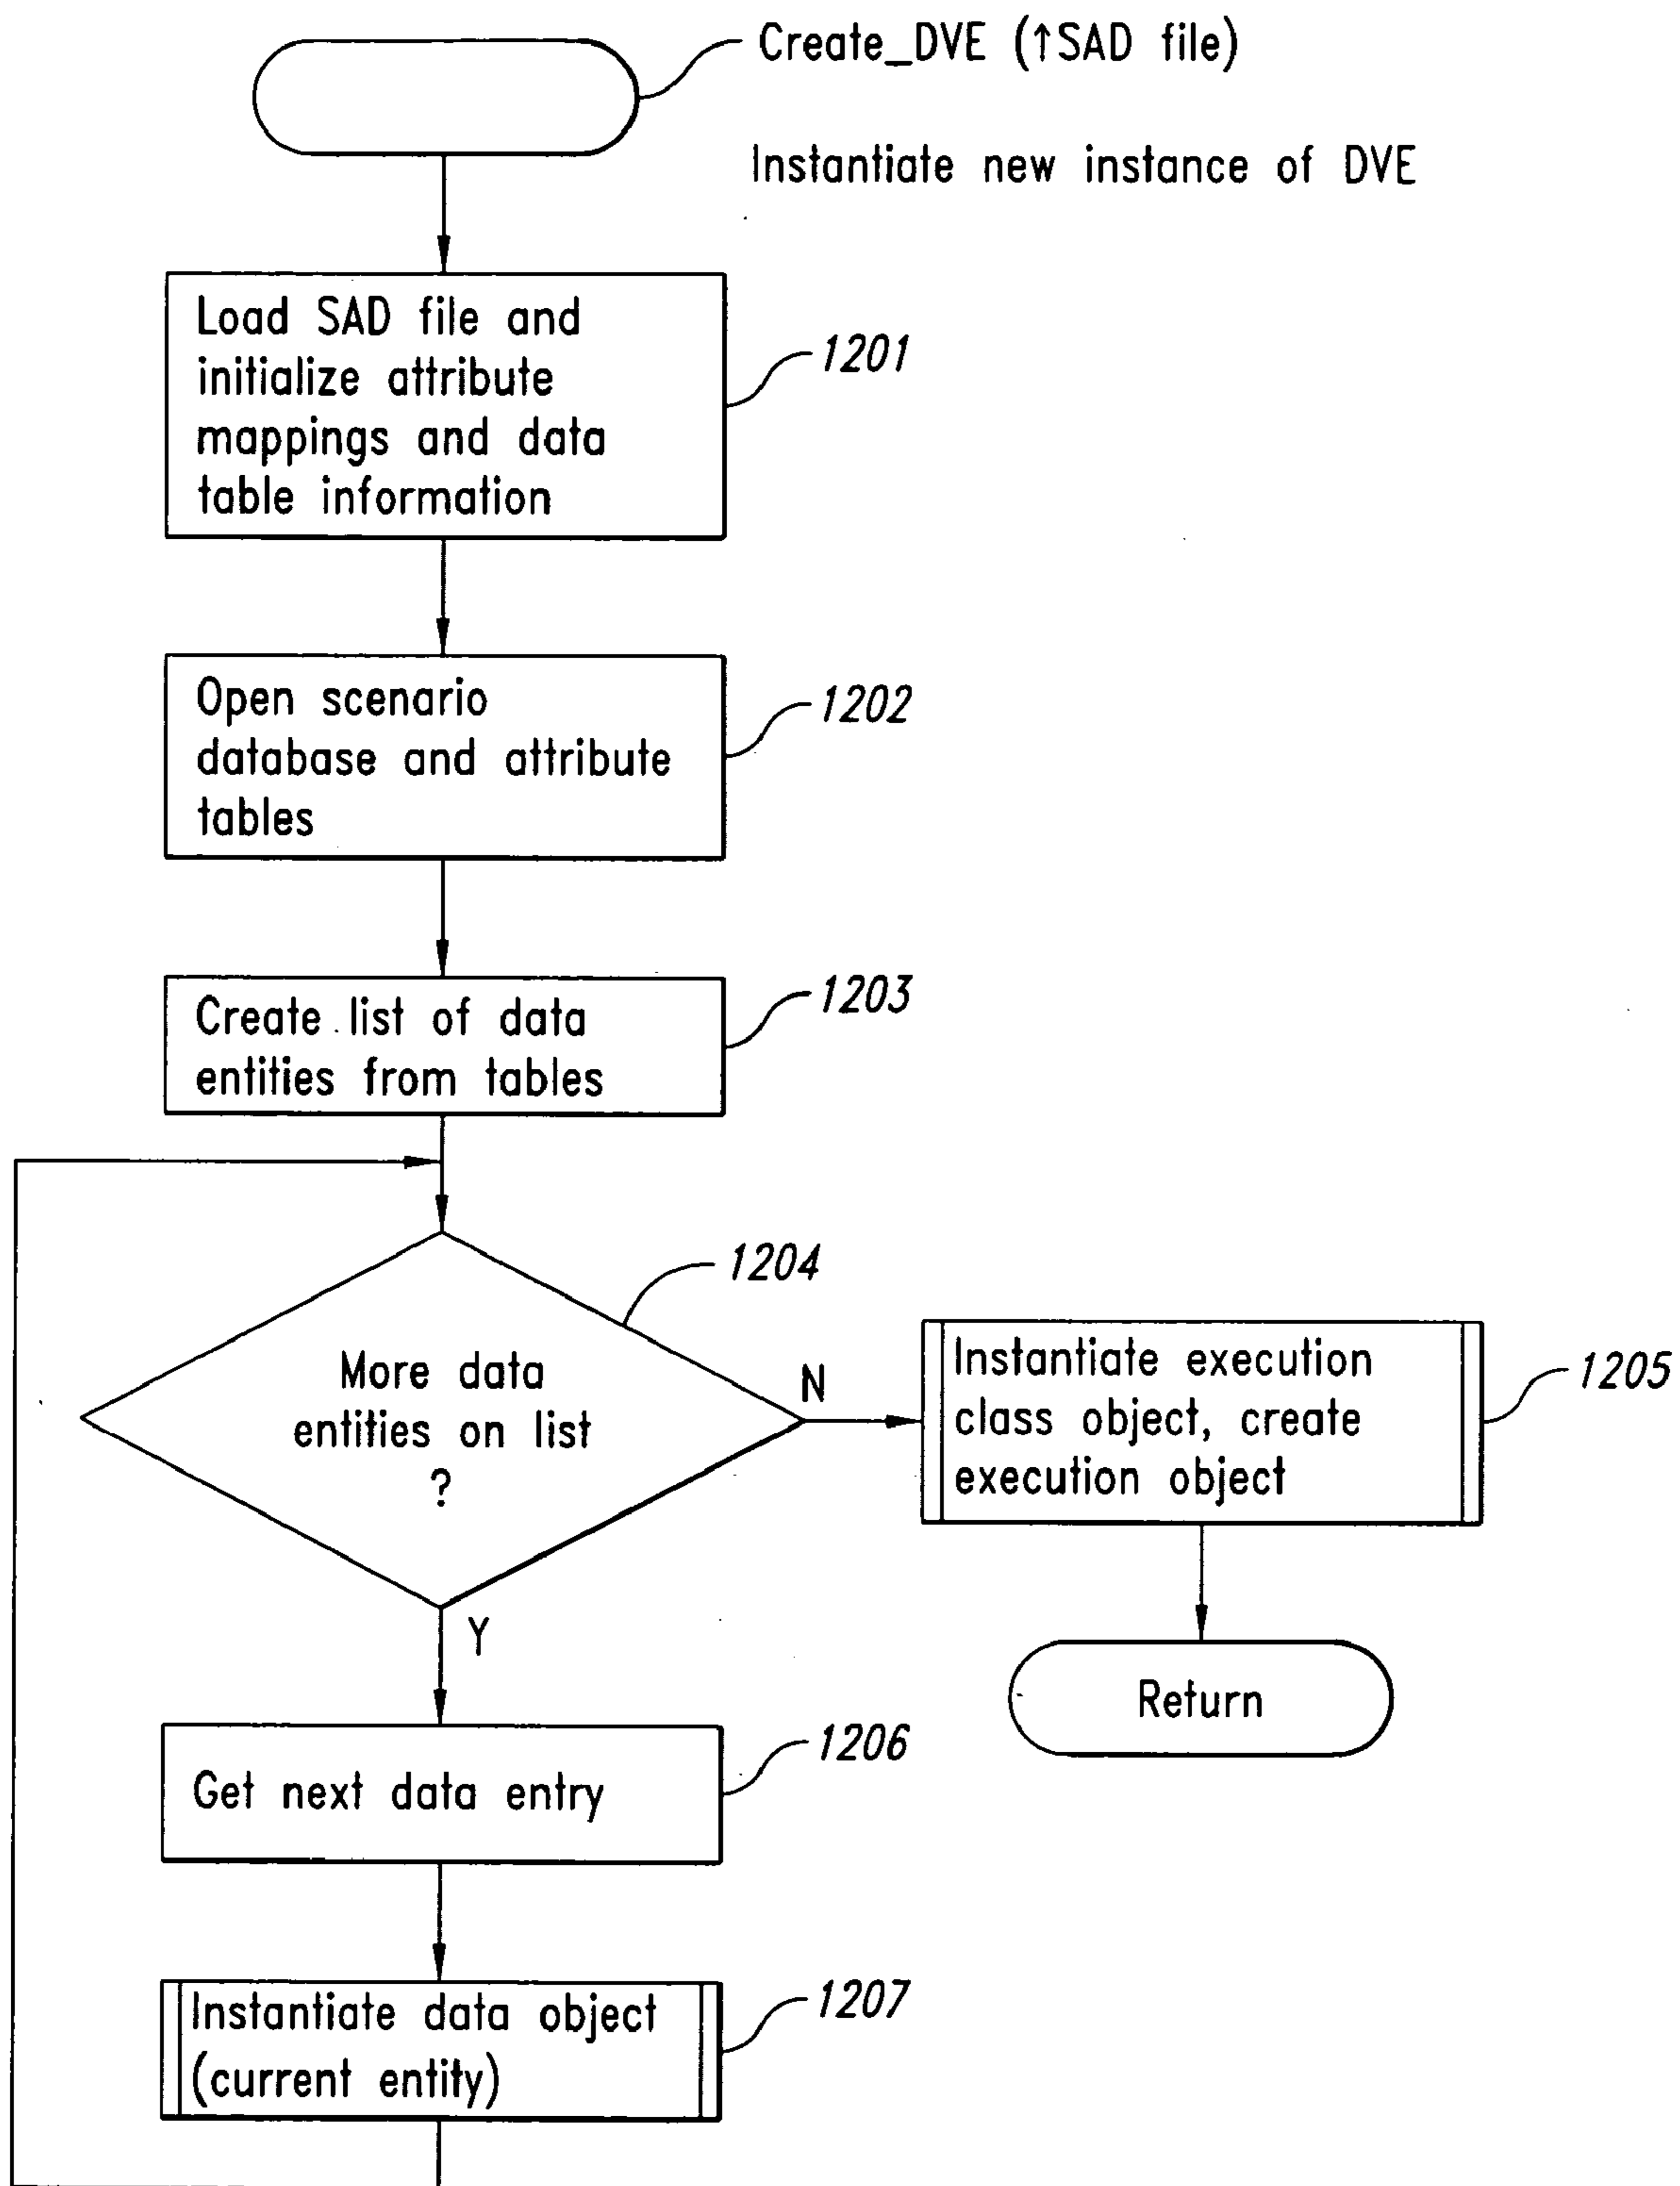 Create_DVE (↑SAD file)
Instantiate new instance of DVE
Load SAD file and
initialize attribute
mappings and data
table information
1201
Open scenario
database and attribute
tables
1202
Create list of data
entities from tables
1203
1204
More data
entities on list
?
N
Y
Instantiate execution
class object, create
execution object
1205
Return
Get next data entry
1206
Instantiate data object
(current entity)
1207